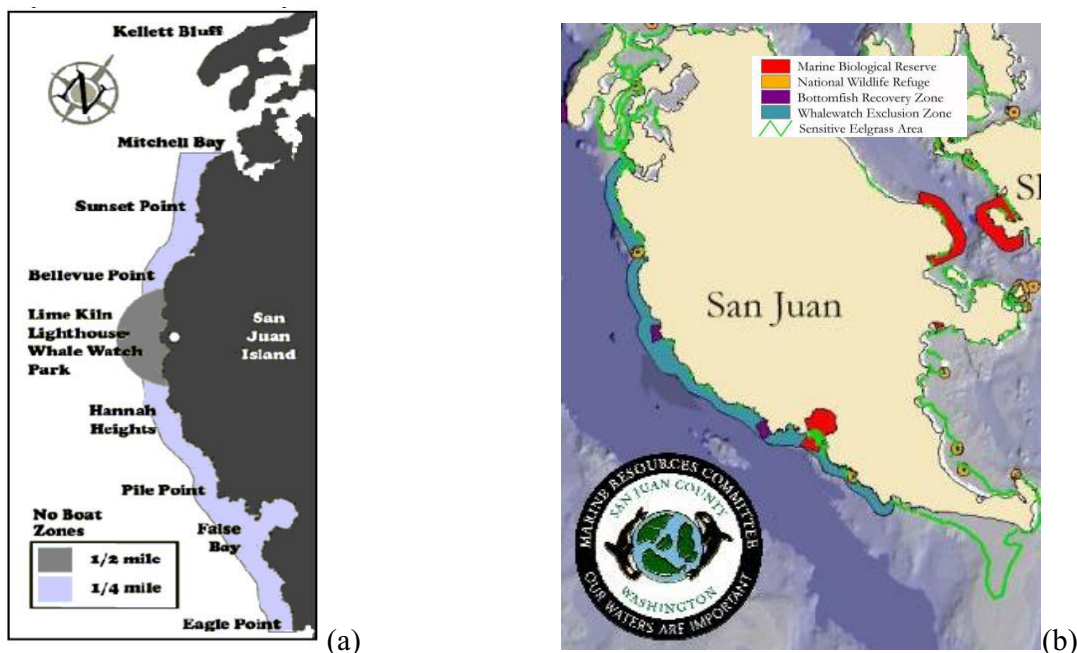 Kellett Bluff
N
Mitchell Bay
Sunset Point
Bellevue Point
Lime Kiln
Lighthouse-
Whale Watch
Park
San
Juan
Island
Hannah
Heights
Pile Point
False
Bay
No Boat
Zones
1/2 mile
1/4 mile
Eagle Point
(a)
Marine Biological Reserve
National Wildlife Refuge
Bottomfish Recovery Zone
Whalewatch Exclusion Zone
Sensitive Eelgrass Area
San Juan
MARINE RESOURCES COMMITTEE
SAN JUAN COUNTY
WASHINGTON
OUR WATERS ARE IMPORTANT
(b)